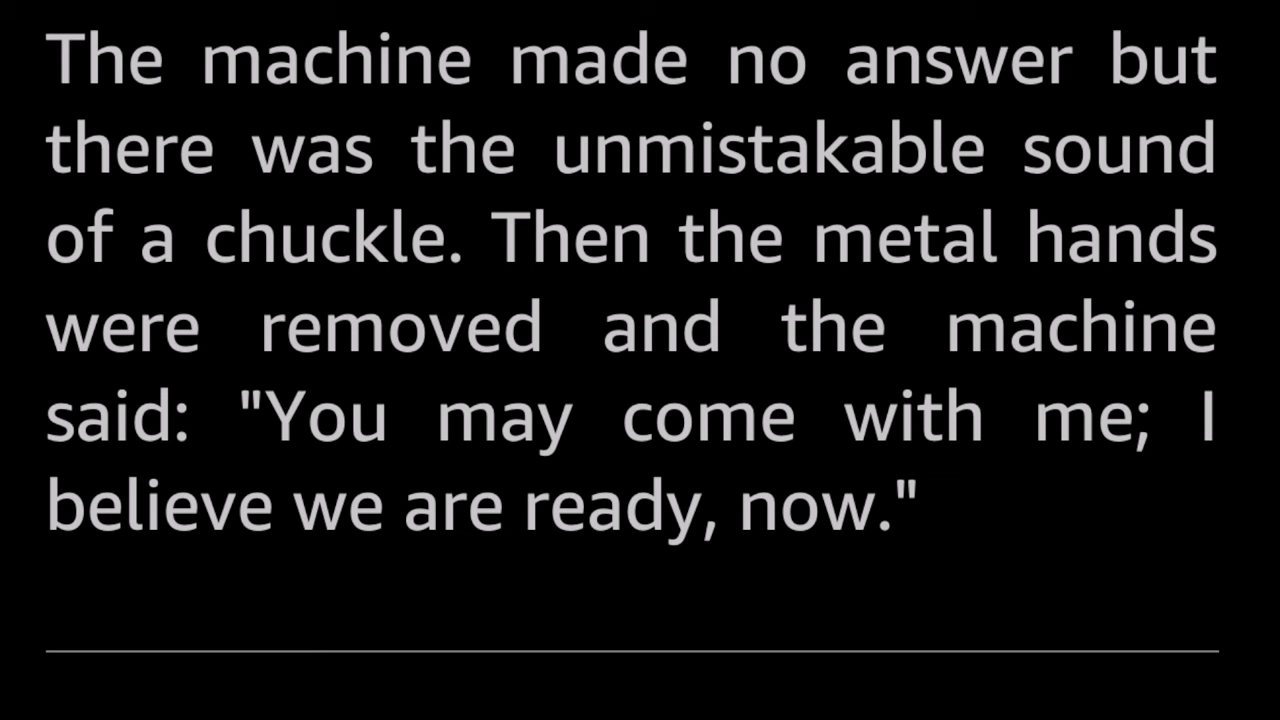 The machine made no answer but
there was the unmistakable sound
of a chuckle. Then the metal hands
were removed and the machine
said: "You may come with me; I
believe we are ready, now."